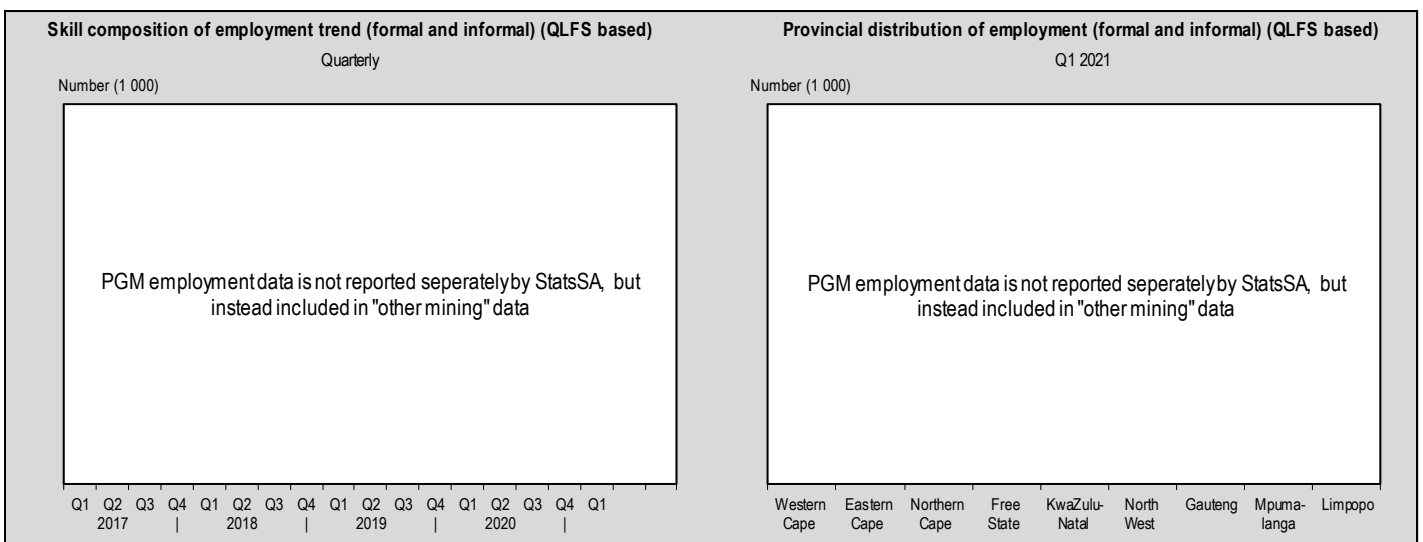 Skill composition of employment trend (formal and informal) (QLFS based)
Quarterly
Number (1 000)
PGM employment data is not reported seperately by StatsSA, but
instead included in "other mining" data
Q1 Q2 Q3 Q4 Q1 Q2 Q3 Q4 Q1 Q2 Q3 Q4 Q1 Q2 Q3 Q4 Q1
2017 | 2018 | 2019 | 2020 |
Provincial distribution of employment (formal and informal) (QLFS based)
Q1 2021
Number (1 000)
PGM employment data is not reported seperately by StatsSA, but
instead included in "other mining" data
Western Eastern Northern Free KwaZulu- North Gauteng Mpuma- Limpopo
Cape Cape Cape State Natal West langa